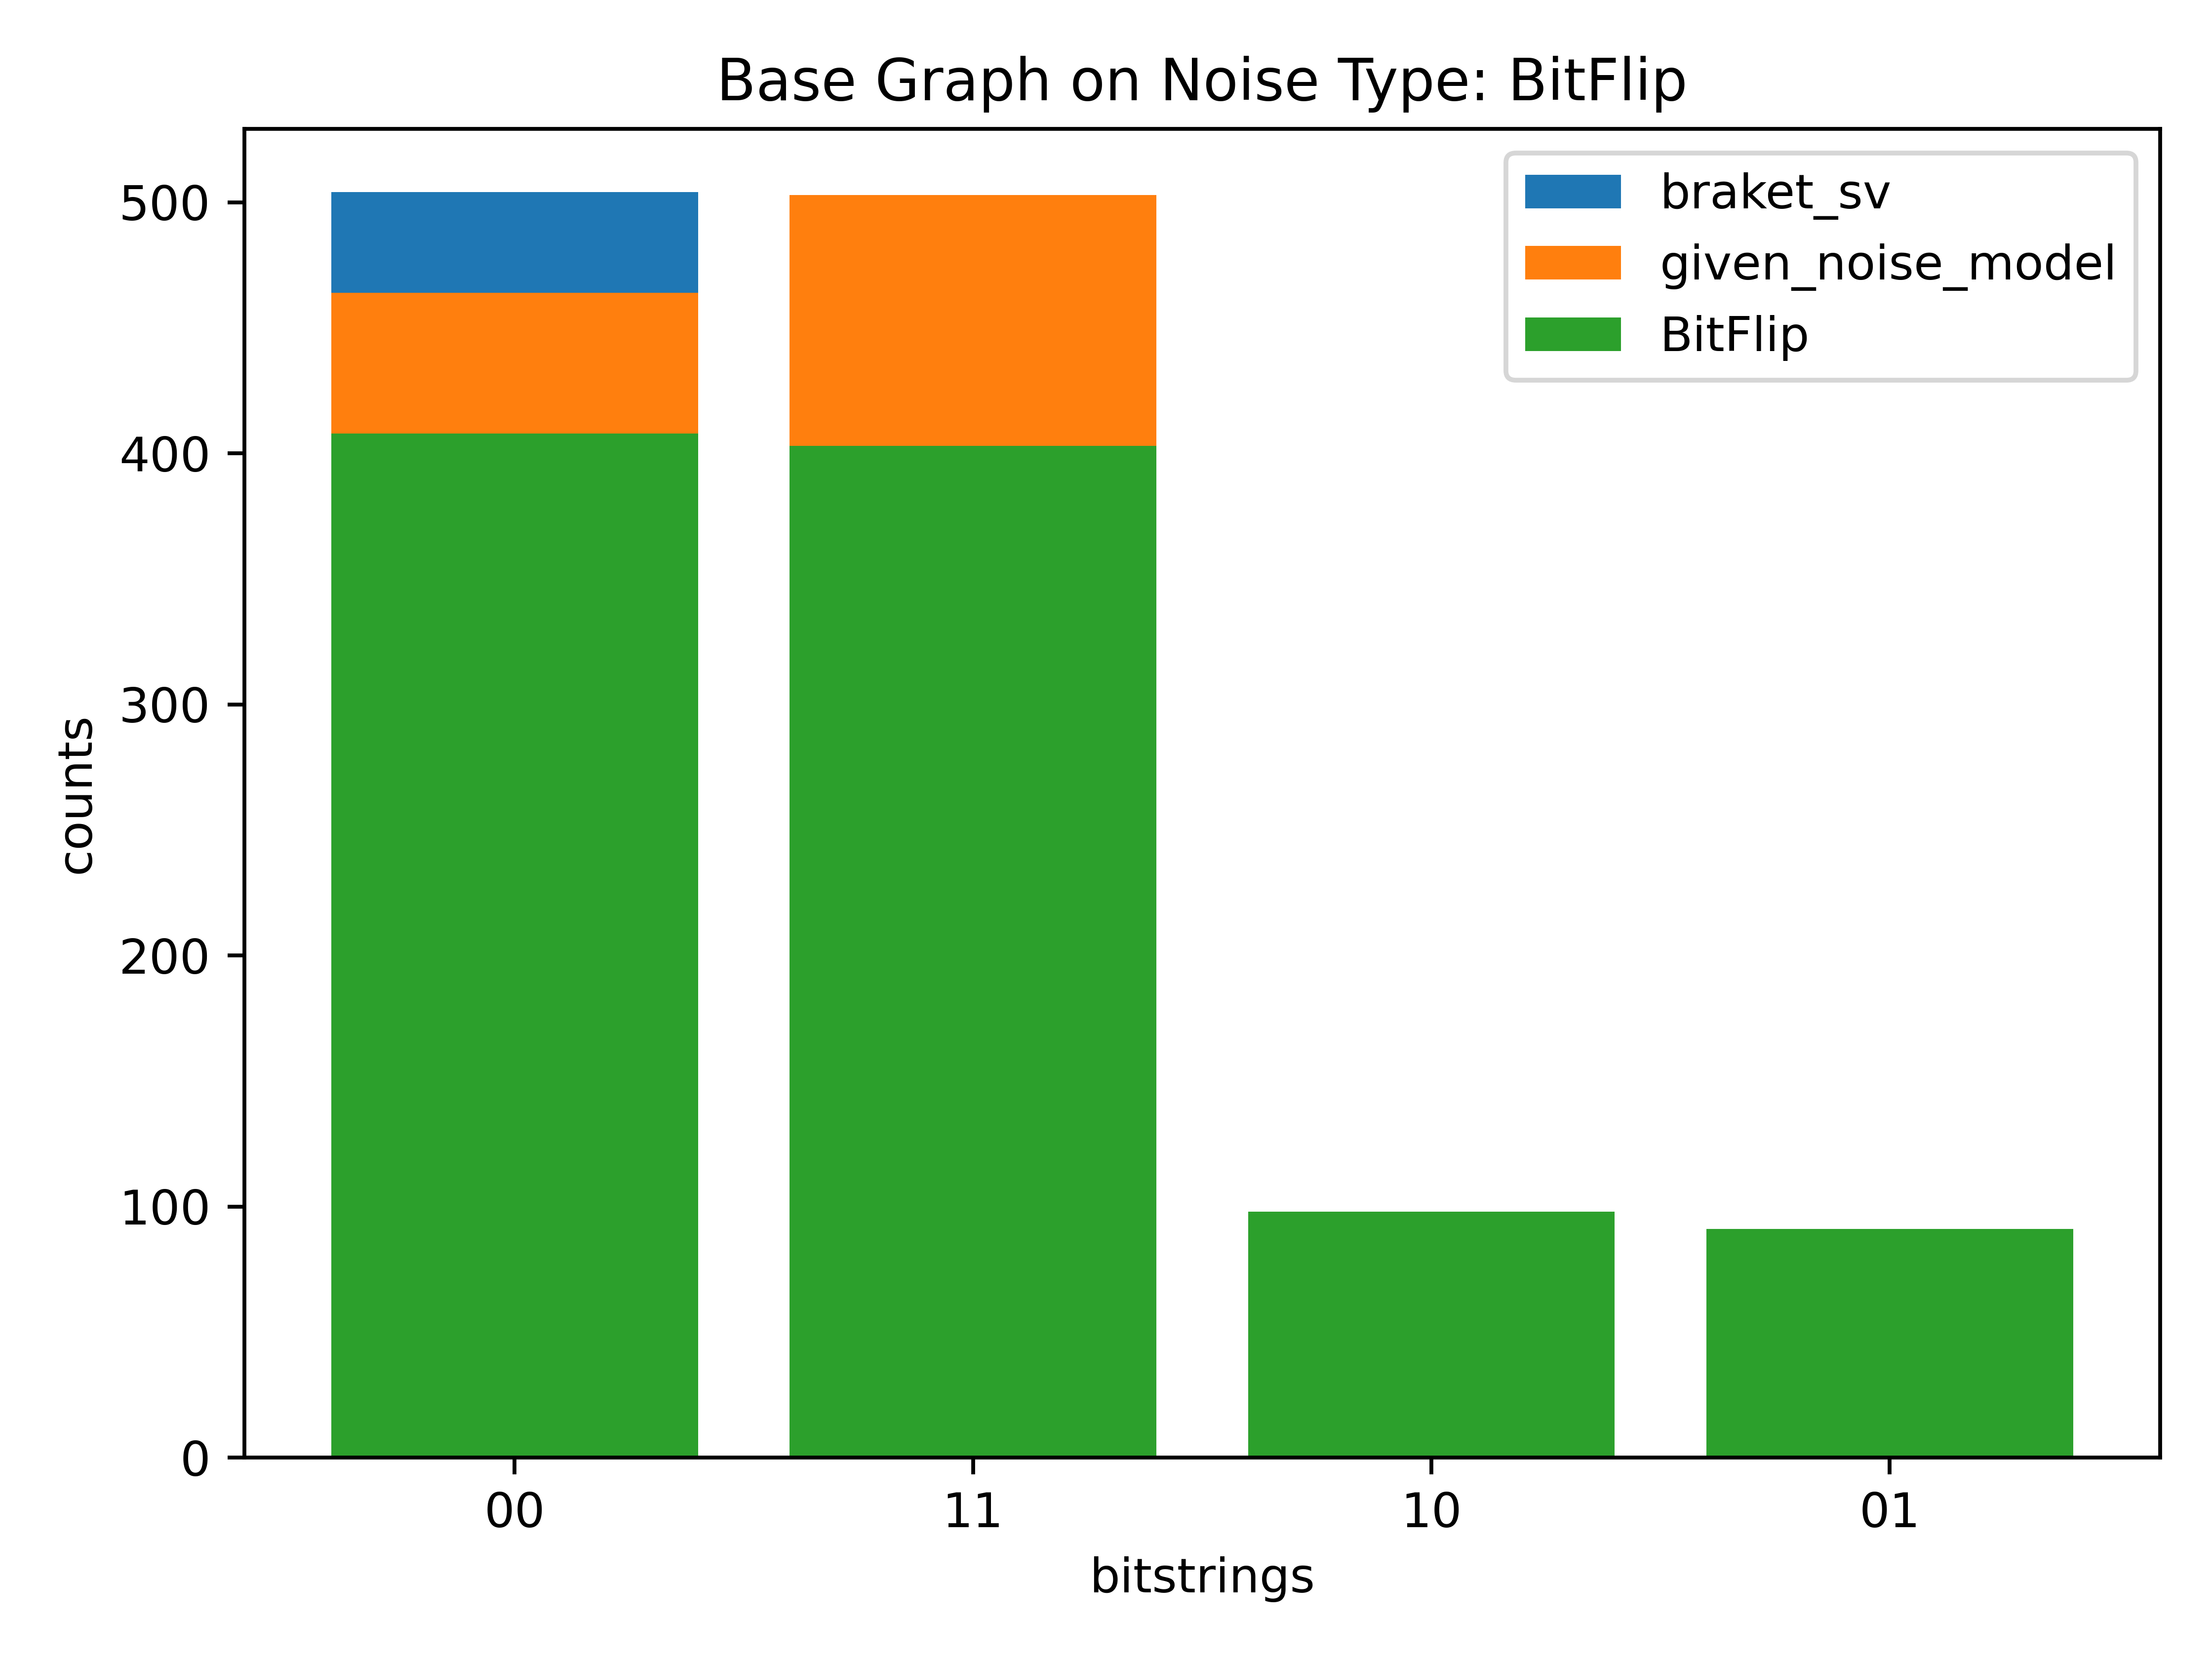 Base Graph on Noise Type: BitFlip
braket_sv
given_noise_model
BitFlip
500
400
300
200
100
0
counts
00 11 10 01
bitstrings